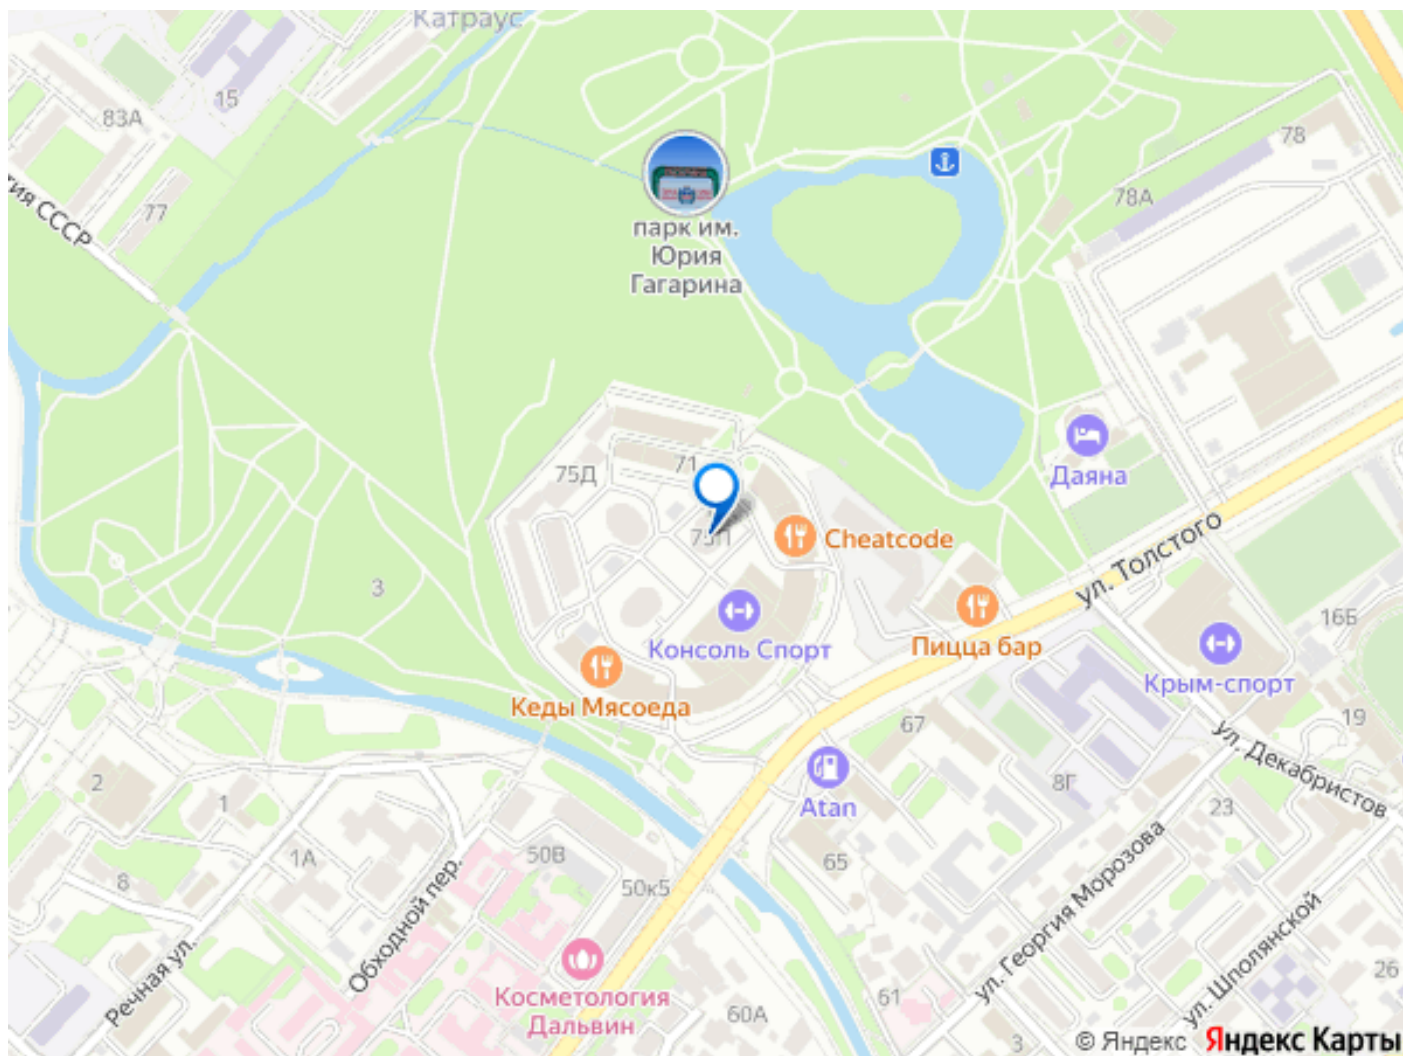 Катраус
83А
15
77
тия СССР
парк им.
Юрия
Гагарина
78
78А
75Д
71
Даяна
Cheatcode
ул. Толстого
3
Консоль Спорт
Пицца бар
16Б
Крым-спорт
Кеды Мясоеда
67
19
ул. Декабристов
2
1
Atan
8Г
23
1А
50В
65
8
50к5
Обходной пер.
ул. Георгия Морозова
ул. Шполянской
Речная ул.
Косметология
Дальвин
60А
61
26
3
© Яндекс Яндекс Карты